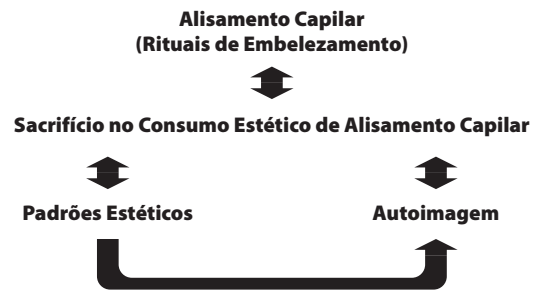 Alisamento Capilar
(Rituais de Embelezamento)
Sacrifício no Consumo Estético de Alisamento Capilar
Padrões Estéticos
Autoimagem